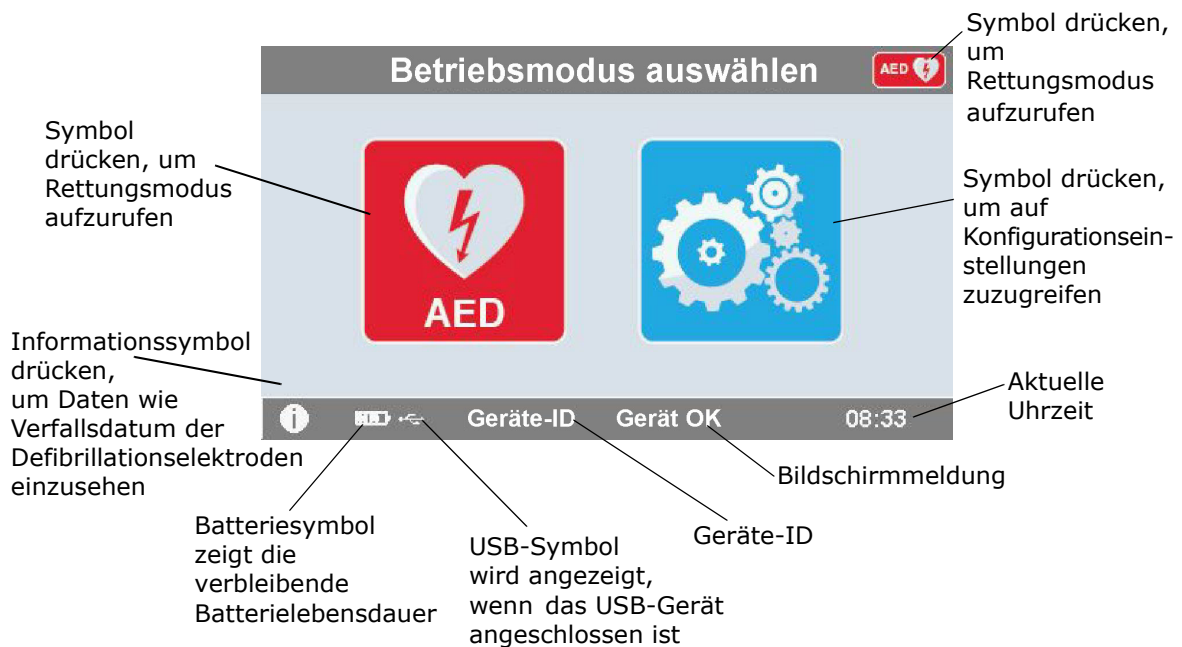 Symbol drücken,
um
Rettungsmodus
aufzurufen
Betriebsmodus auswählen
AED
Symbol
drücken, um
Rettungsmodus
aufzurufen
AED
Symbol drücken,
um auf
Konfigurationsein-
stellungen
zuzugreifen
Informationssymbol
drücken,
um Daten wie
Verfallsdatum der
Defibrillationselektroden
einzusehen
Aktuelle
Uhrzeit
i
Geräte-ID
Gerät OK
08:33
Bildschirmmeldung
Batteriesymbol
zeigt die
verbleibende
Batterielebensdauer
USB-Symbol
wird angezeigt,
wenn das USB-Gerät
angeschlossen ist
Geräte-ID